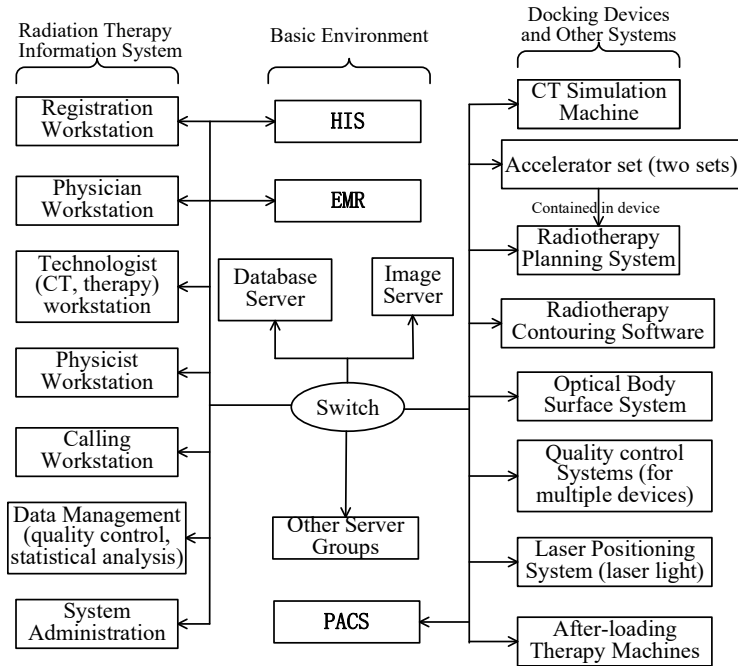 Radiation Therapy
Information System
Registration
Workstation
Physician
Workstation
Technologist
(CT, therapy)
workstation
Physicist
Workstation
Calling
Workstation
Data Management
(quality control,
statistical analysis)
System
Administration
Basic Environment
HIS
EMR
Database
Server
Image
Server
Switch
Other Server
Groups
PACS
Docking Devices
and Other Systems
CT Simulation
Machine
Accelerator set (two sets)
Contained in device
Radiotherapy
Planning System
Radiotherapy
Contouring Software
Optical Body
Surface System
Quality control
Systems (for
multiple devices)
Laser Positioning
System (laser light)
After-loading
Therapy Machines